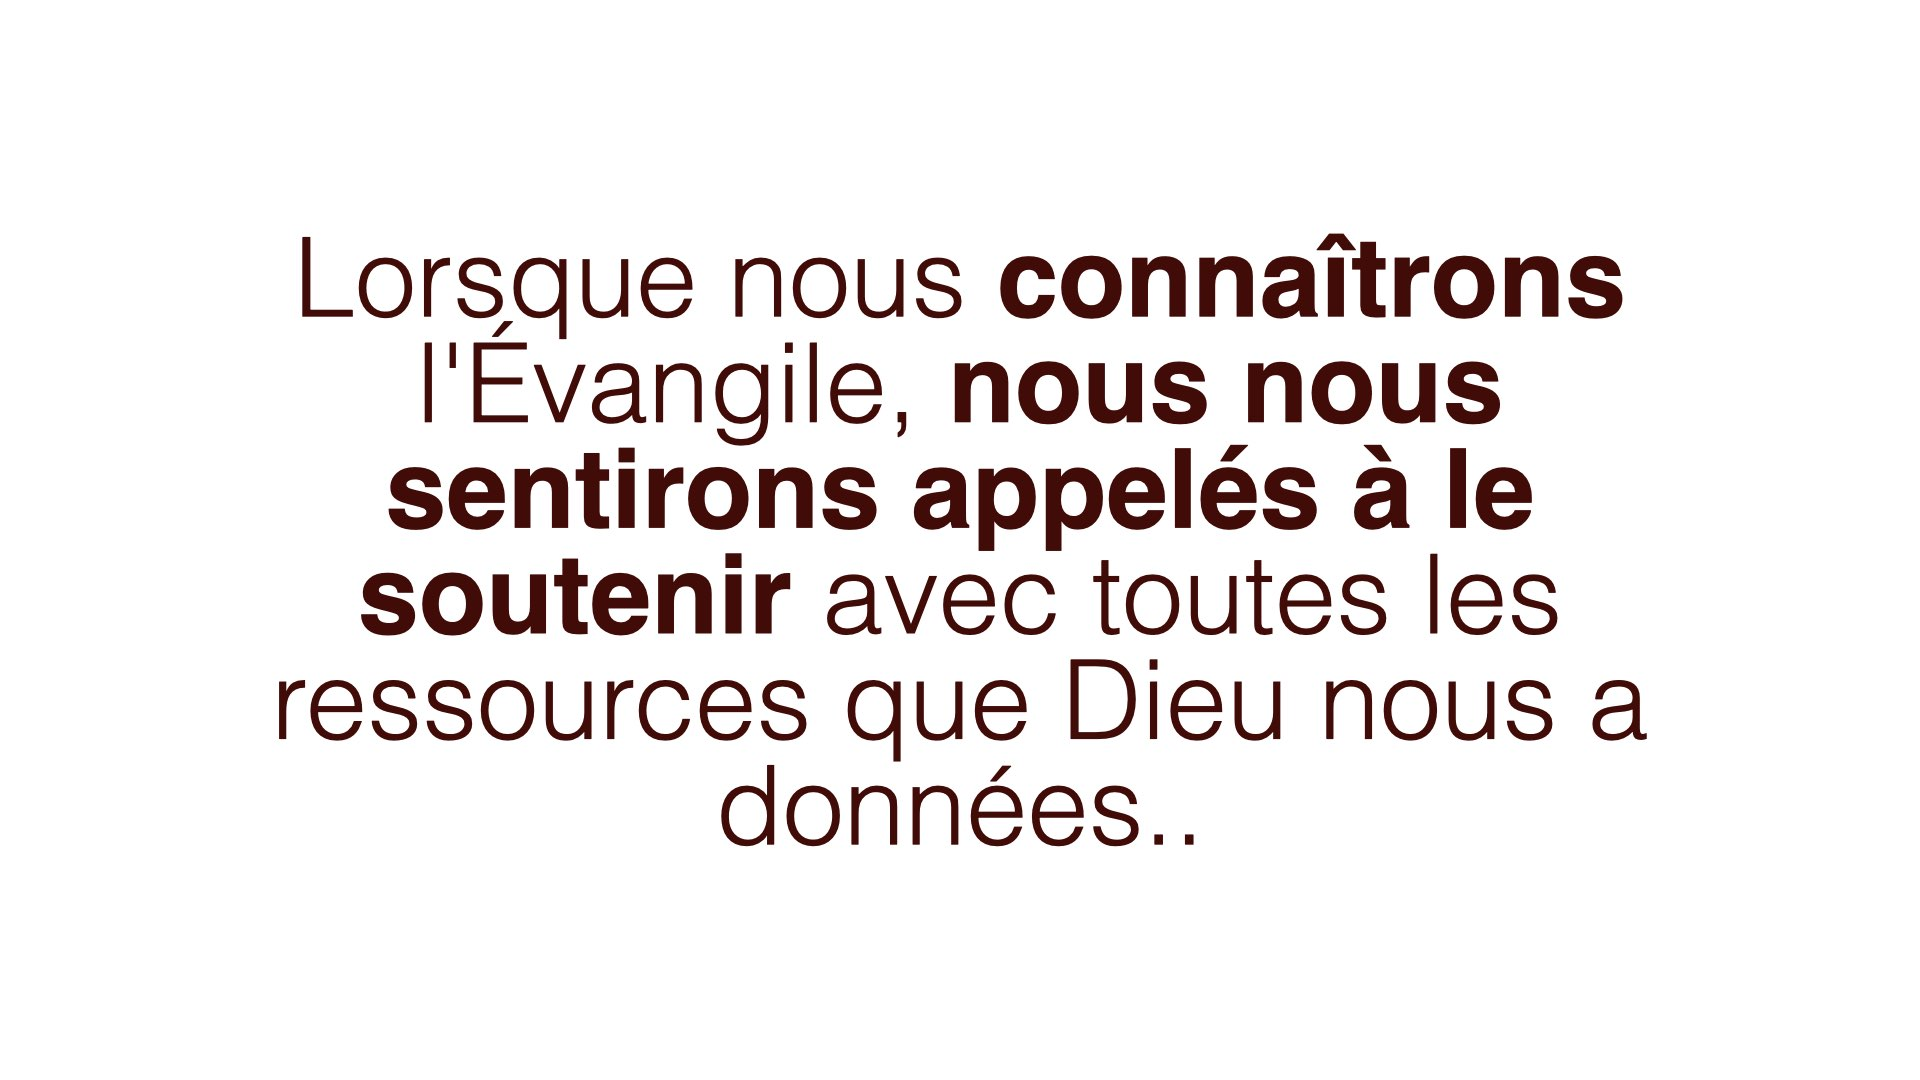 Lorsque nous connaîtrons
l'Évangile, nous nous
sentirons appelés à le
soutenir avec toutes les
ressources que Dieu nous a
données..